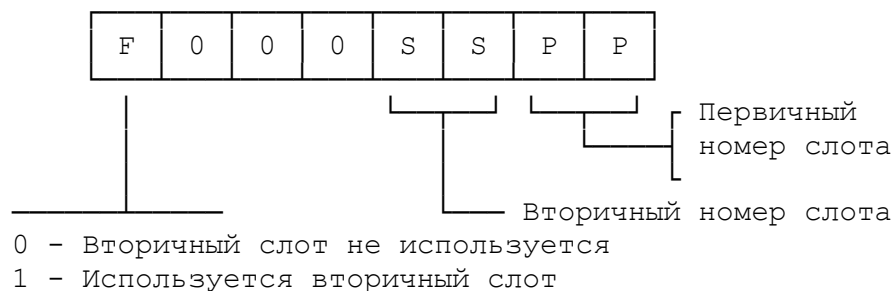 F 0 0 0 S S P P
Первичный
номер слота
Вторичный номер слота
0 - Вторичный слот не используется
1 - Используется вторичный слот